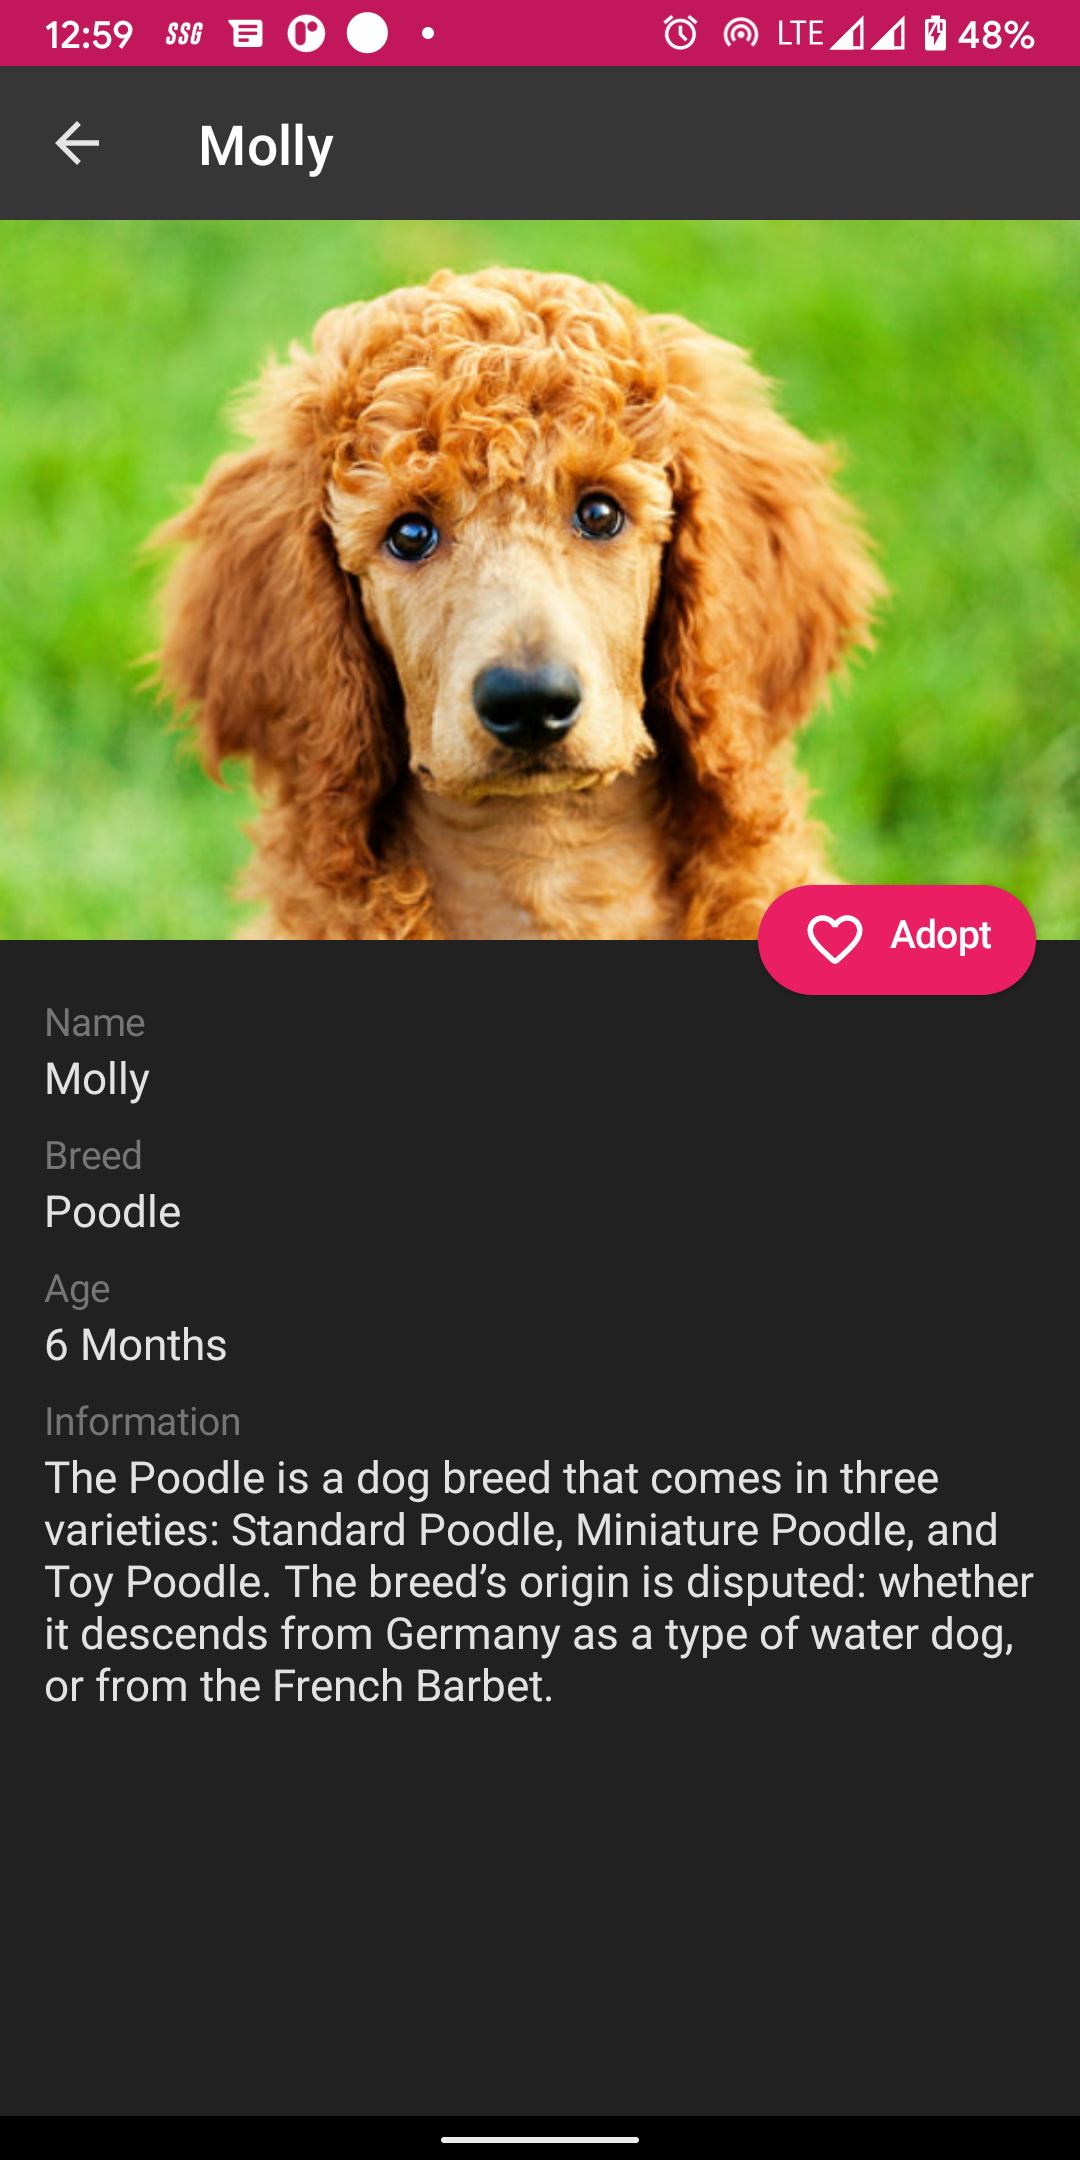 12:59 SSG LTE 48%
Molly
Adopt
Name
Molly
Breed
Poodle
Age
6 Months
Information
The Poodle is a dog breed that comes in three
varieties: Standard Poodle, Miniature Poodle, and
Toy Poodle. The breed’s origin is disputed: whether
it descends from Germany as a type of water dog,
or from the French Barbet.